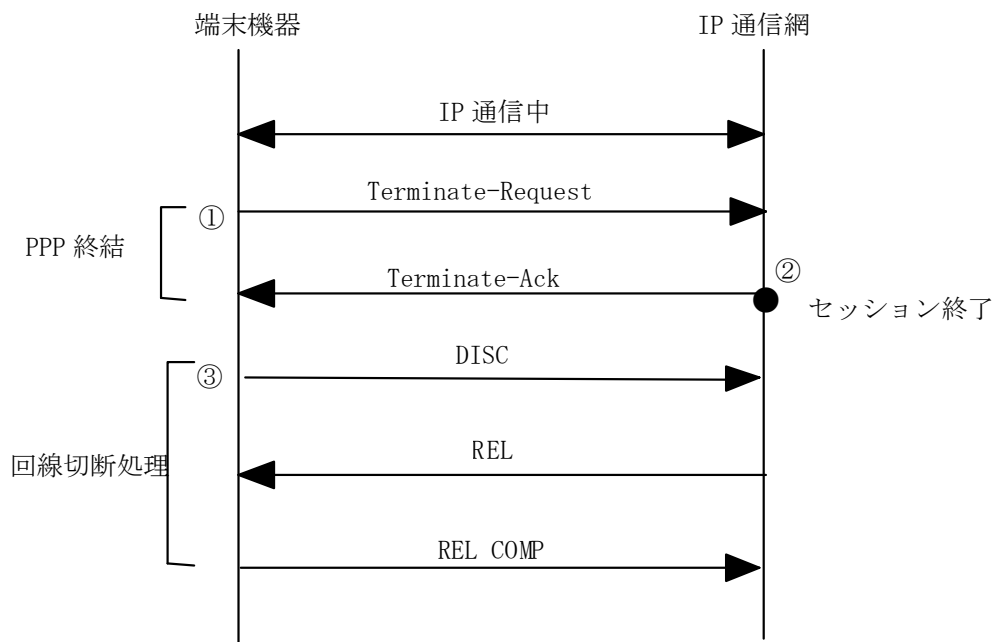 端末機器
IP 通信網
IP 通信中
Terminate-Request
①
PPP 終結
Terminate-Ack
②
セッション終了
DISC
③
REL
回線切断処理
REL COMP